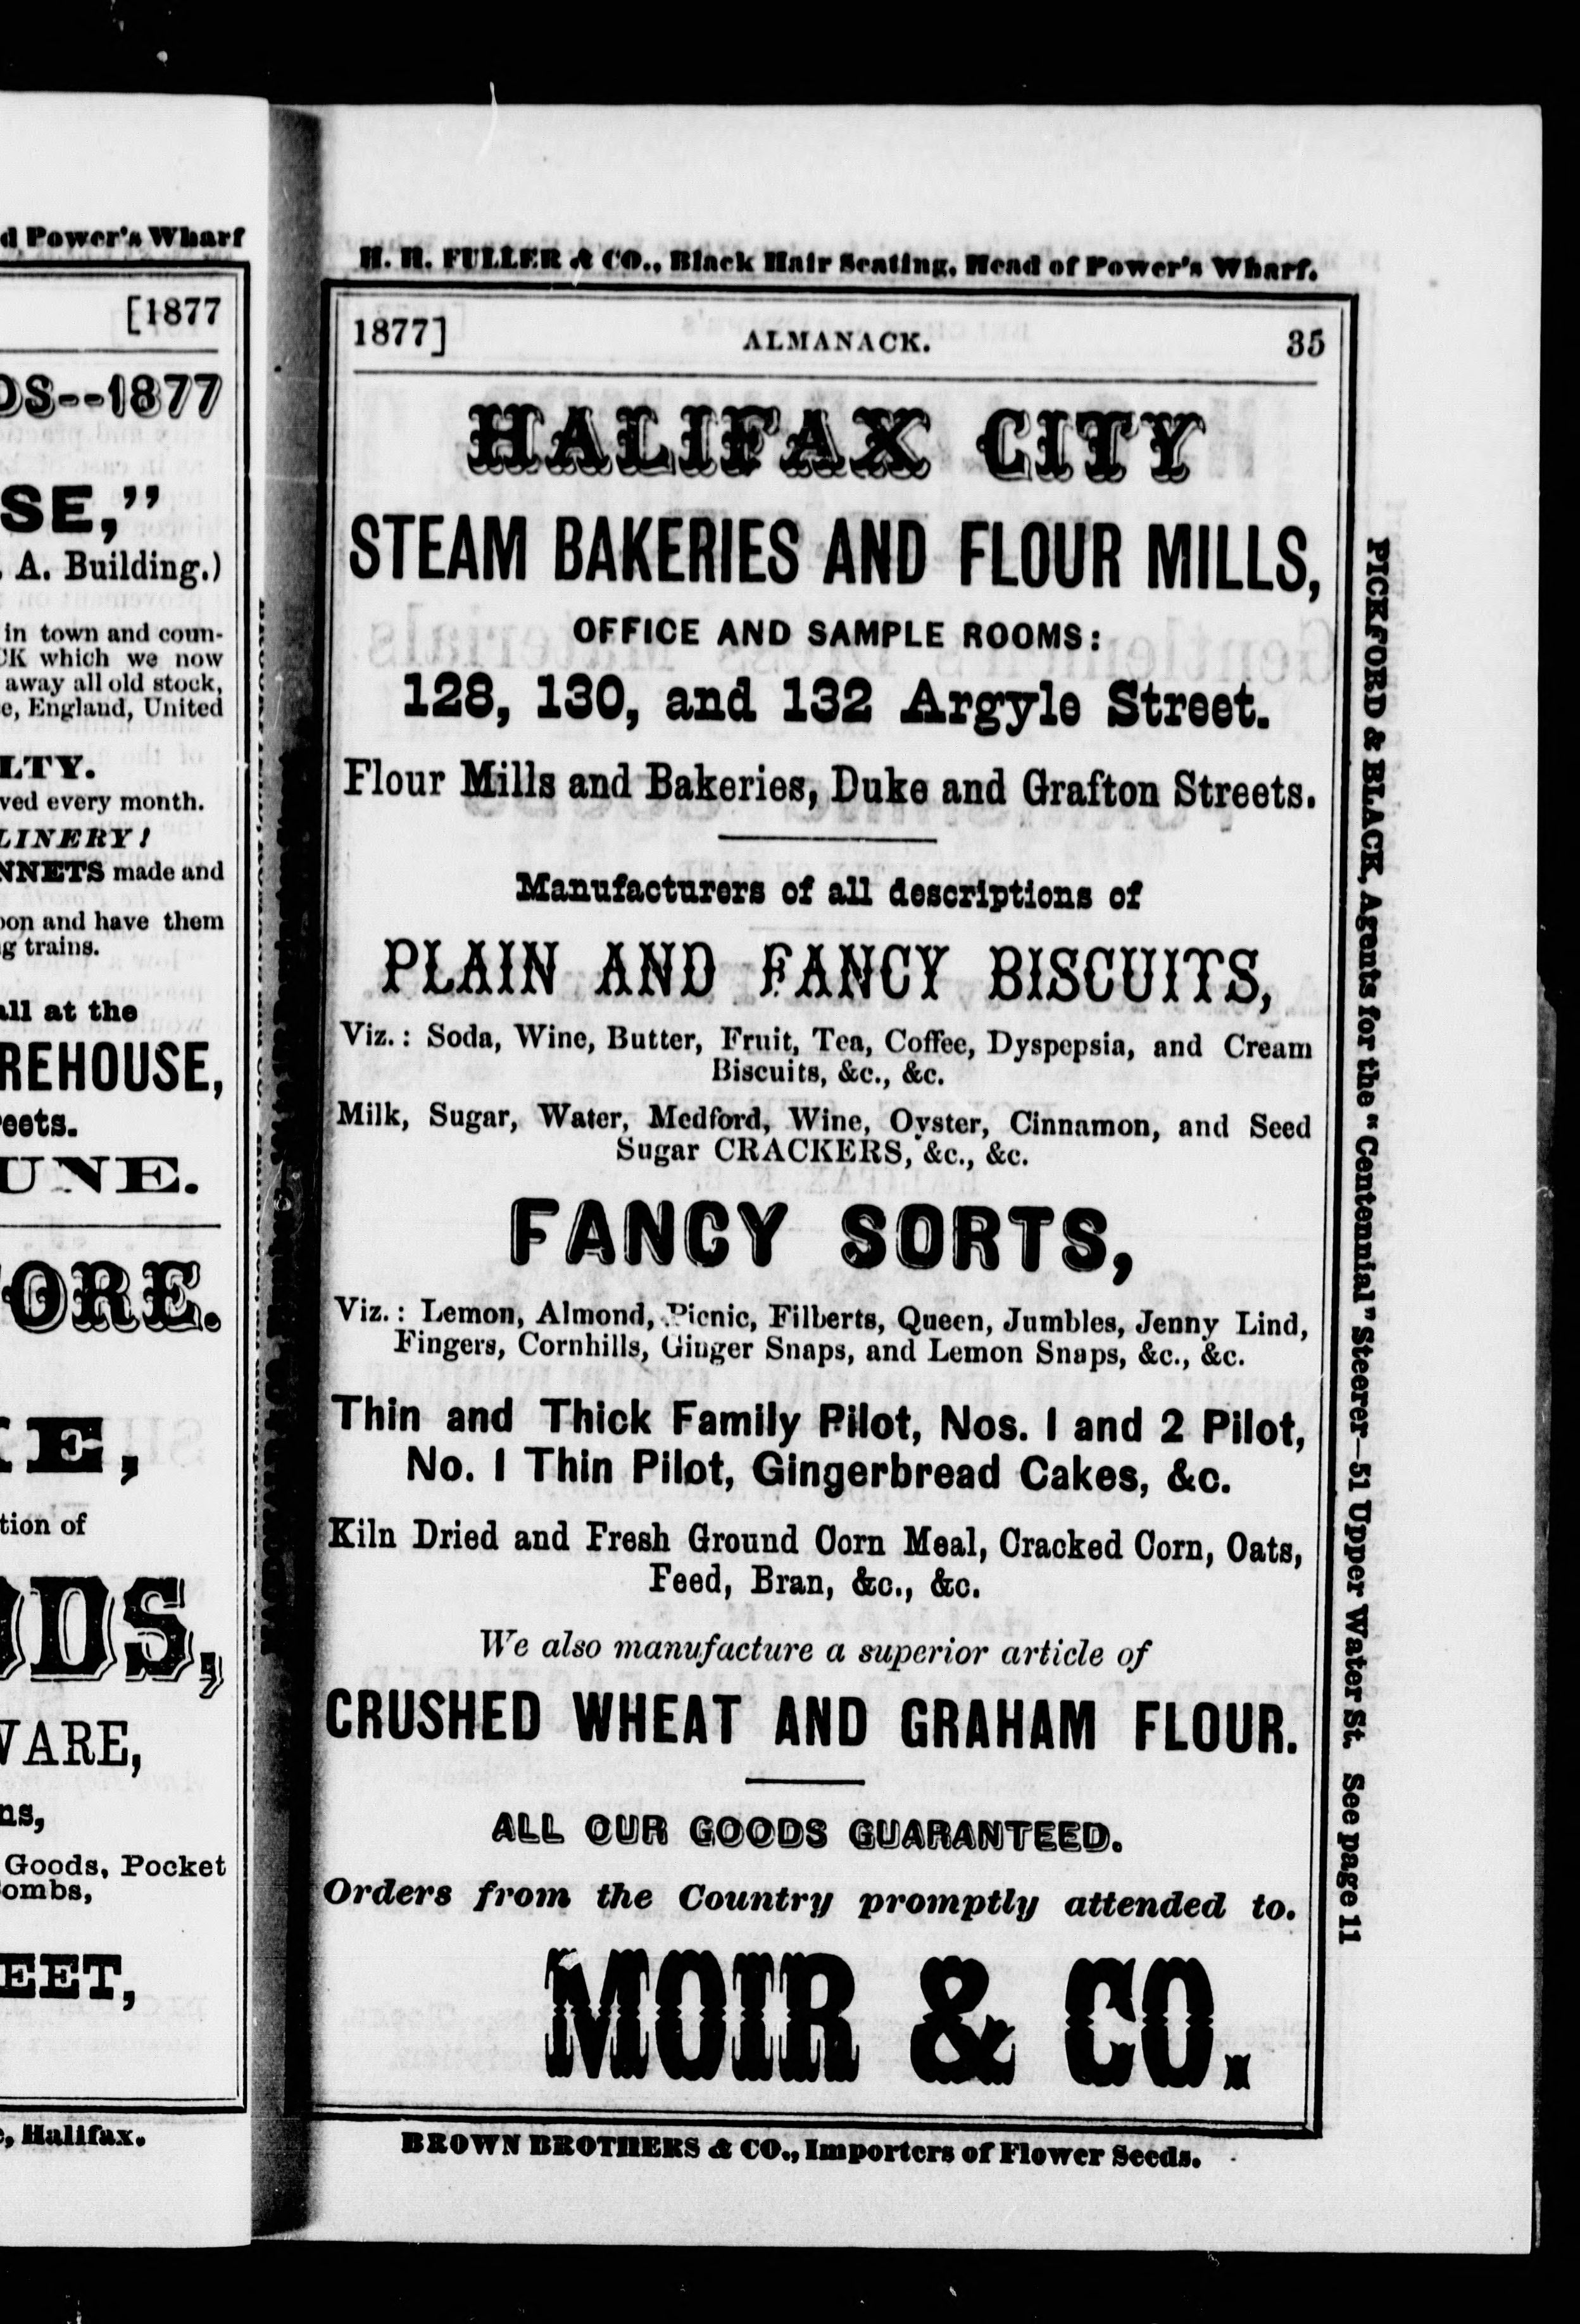 d Power's Wharf
[1877
DS--1877
SE,"
A. Building.)
in town and coun-
which we now
away all old stock,
e, England, United
LTY.
ved every month.
LINERY!
NNETS made and
oon and have them
g trains.
all at the
REHOUSE,
eets.
UNE.
ORE.
E,
tion of
ODS,
WARE,
ns,
Goods, Pocket
ombs,
EET,
, Halifax.
H. H. FULLER & CO., Black Hair Seating, Head of Power's Wharf.
1877] ALMANACK. 35
HALIFAX CITY
STEAM BAKERIES AND FLOUR MILLS,
OFFICE AND SAMPLE ROOMS:
128, 130, and 132 Argyle Street.
Flour Mills and Bakeries, Duke and Grafton Streets.
Manufacturers of all descriptions of
PLAIN AND FANCY BISCUITS,
Viz.: Soda, Wine, Butter, Fruit, Tea, Coffee, Dyspepsia, and Cream
Biscuits, &c., &c.
Milk, Sugar, Water, Medford, Wine, Oyster, Cinnamon, and Seed
Sugar CRACKERS, &c., &c.
FANCY SORTS,
Viz.: Lemon, Almond, Picnic, Filberts, Queen, Jumbles, Jenny Lind,
Fingers, Cornhills, Ginger Snaps, and Lemon Snaps, &c., &c.
Thin and Thick Family Pilot, Nos. 1 and 2 Pilot,
No. 1 Thin Pilot, Gingerbread Cakes, &c.
Kiln Dried and Fresh Ground Corn Meal, Cracked Corn, Oats,
Feed, Bran, &c., &c.
We also manufacture a superior article of
CRUSHED WHEAT AND GRAHAM FLOUR.
ALL OUR GOODS GUARANTEED.
Orders from the Country promptly attended to.
MOIR & CO.
BROWN BROTHERS & CO., Importers of Flower Seeds.
PICKFORD & BLACK, Agents for the "Centennial" Steerer—51 Upper Water St. See page 11